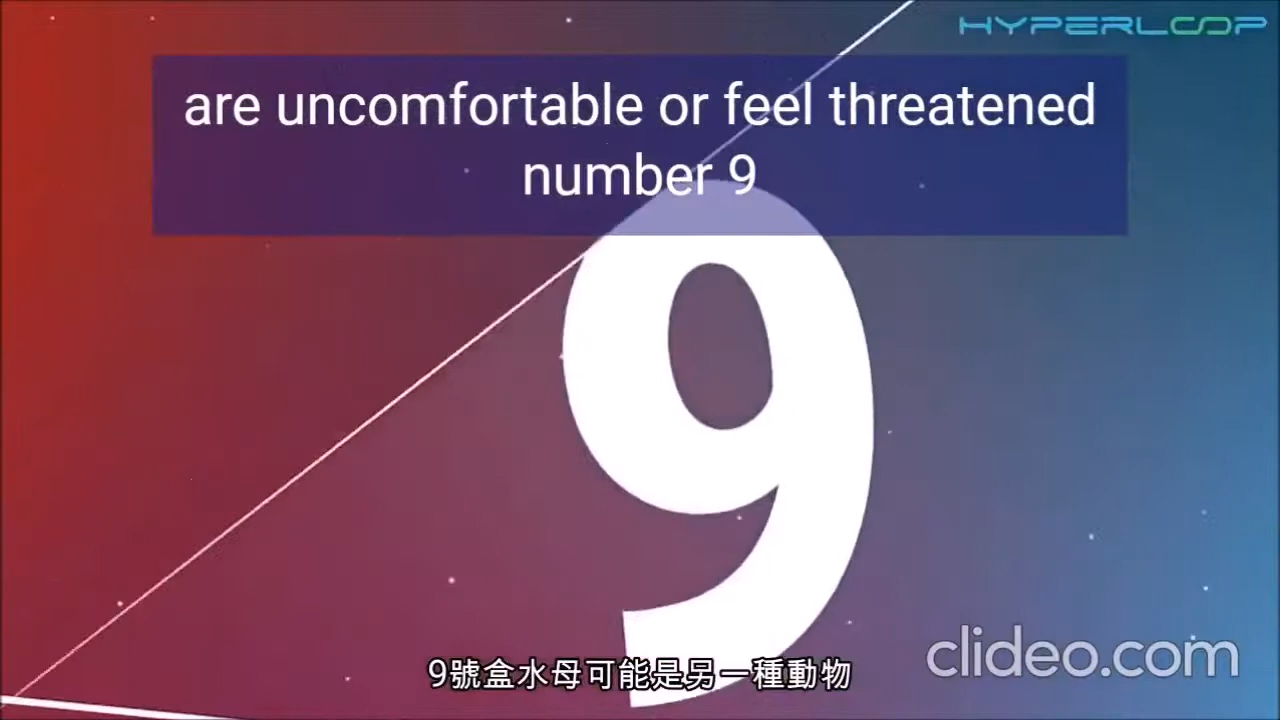 HYPERLOOP
are uncomfortable or feel threatened
number 9
9
9號盒水母可能是另一種動物
clideo.com